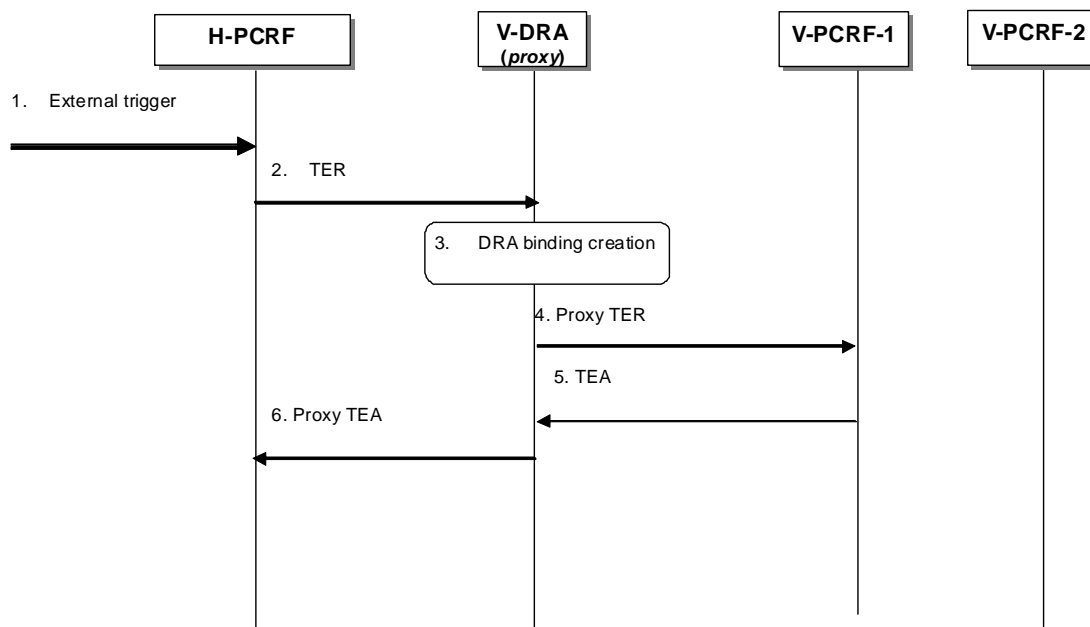 H-PCRF
V-DRA
(proxy)
V-PCRF-1
V-PCRF-2
1. External trigger
2. TER
3. DRA binding creation
4. Proxy TER
5. TEA
6. Proxy TEA